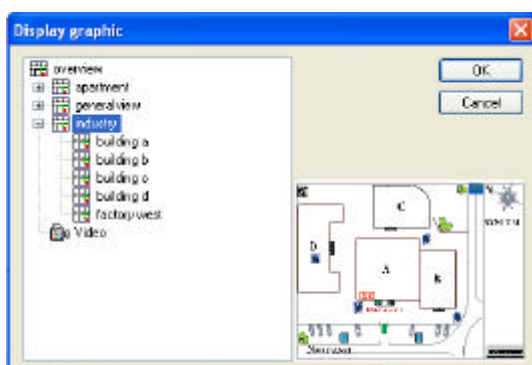 Display graphic
overview
apartment
generalview
industry
building a
building b
building c
building d
factory west
Video
OK
Cancel
C
N
D
A
B